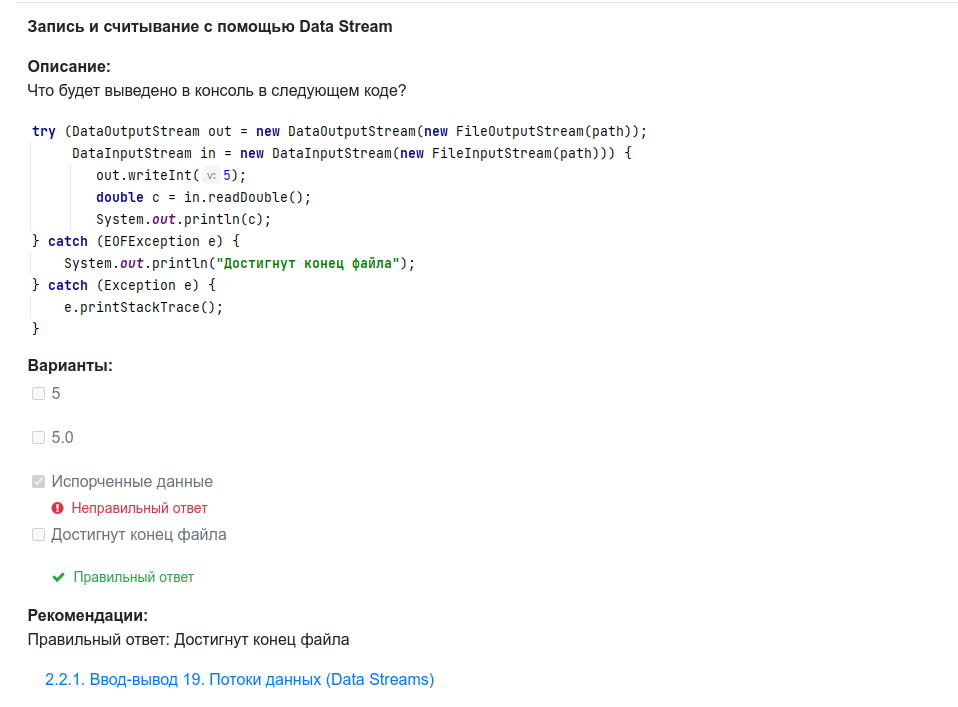 Запись и считывание с помощью Data Stream
Описание:
Что будет выведено в консоль в следующем коде?
try (DataOutputStream out = new DataOutputStream(new FileOutputStream(path));
     DataInputStream in = new DataInputStream(new FileInputStream(path))) {
        out.writeInt( v: 5);
        double c = in.readDouble();
        System.out.println(c);
} catch (EOFException e) {
    System.out.println("Достигнут конец файла");
} catch (Exception e) {
    e.printStackTrace();
}
Варианты:
5
5.0
Испорченные данные
Неправильный ответ
Достигнут конец файла
Правильный ответ
Рекомендации:
Правильный ответ: Достигнут конец файла
2.2.1. Ввод-вывод 19. Потоки данных (Data Streams)